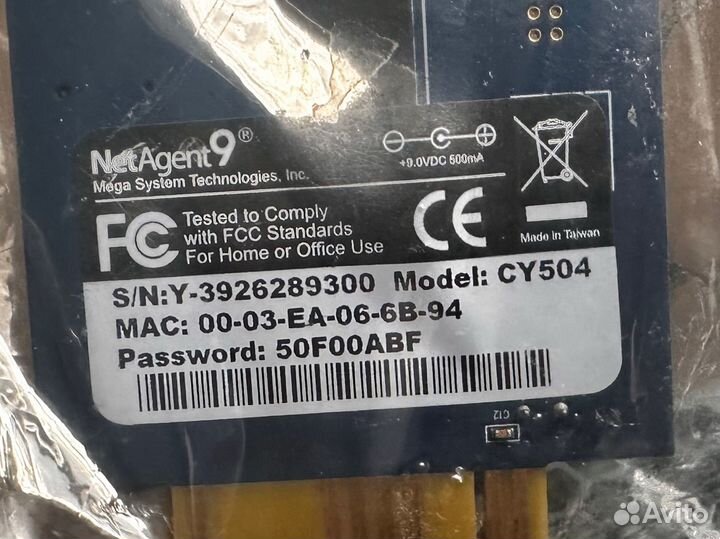 NetAgent9®
Mega System Technologies, Inc.
+9.0VDC 500mA
FC
Tested to Comply
with FCC Standards
For Home or Office Use
CE
Made in Taiwan
S/N:Y-3926289300 Model: CY504
MAC: 00-03-EA-06-6B-94
Password: 50F00ABF
C12
Avito